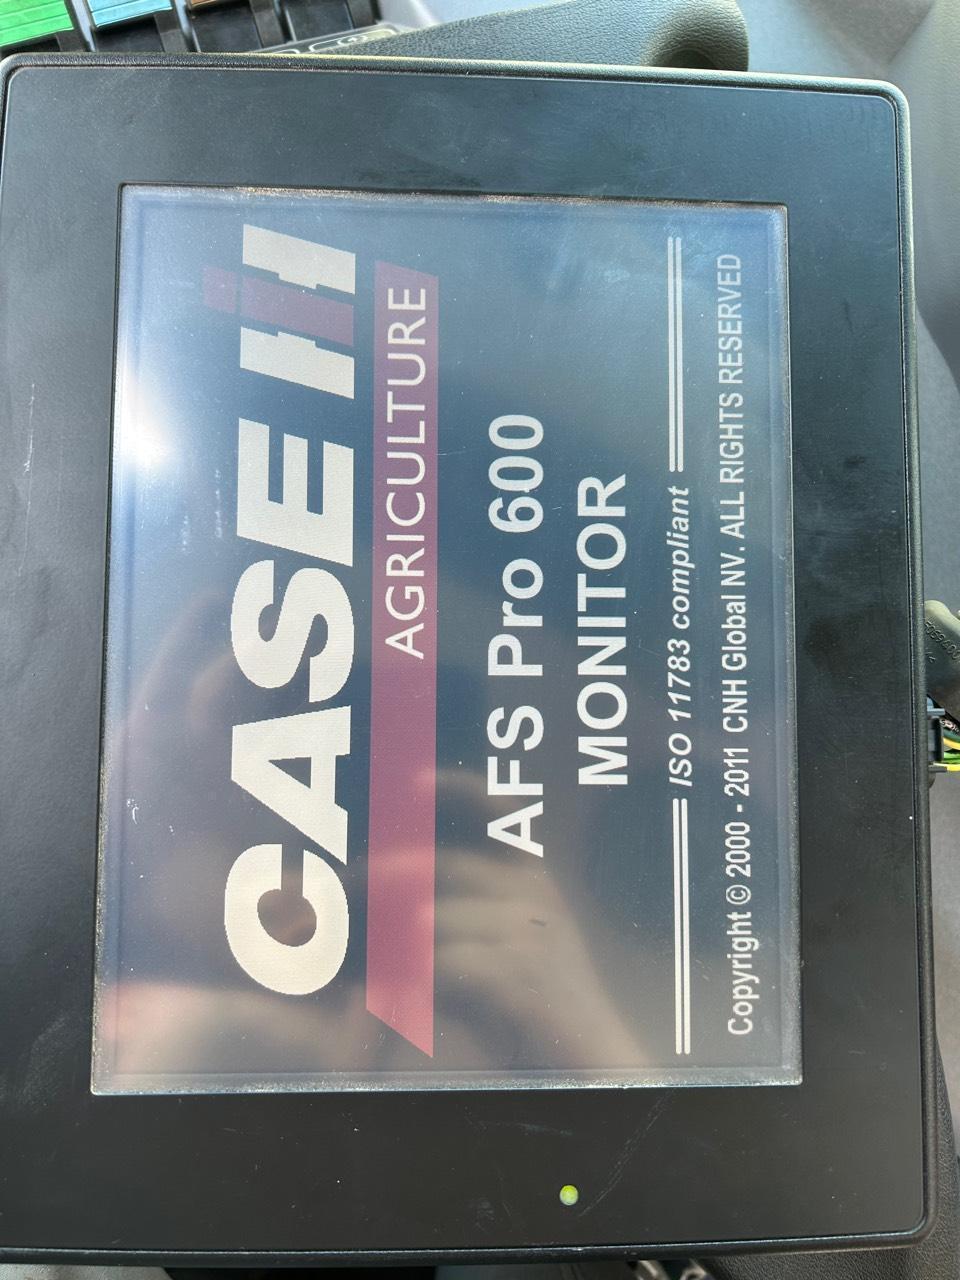 CASE IH
AGRICULTURE
AFS Pro 600
MONITOR
ISO 11783 compliant
Copyright © 2000 - 2011 CNH Global NV. ALL RIGHTS RESERVED